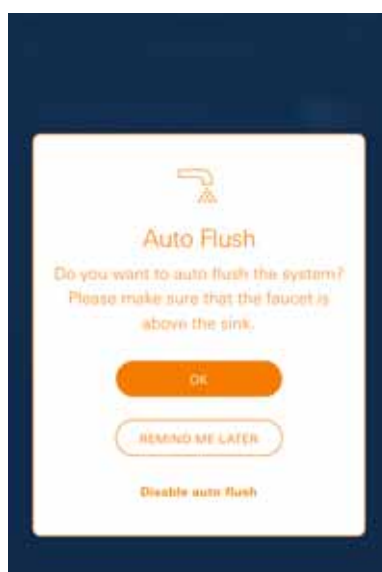 Auto Flush
Do you want to auto flush the system?
Please make sure that the faucet is
above the sink.
OK
REMIND ME LATER
Disable auto flush